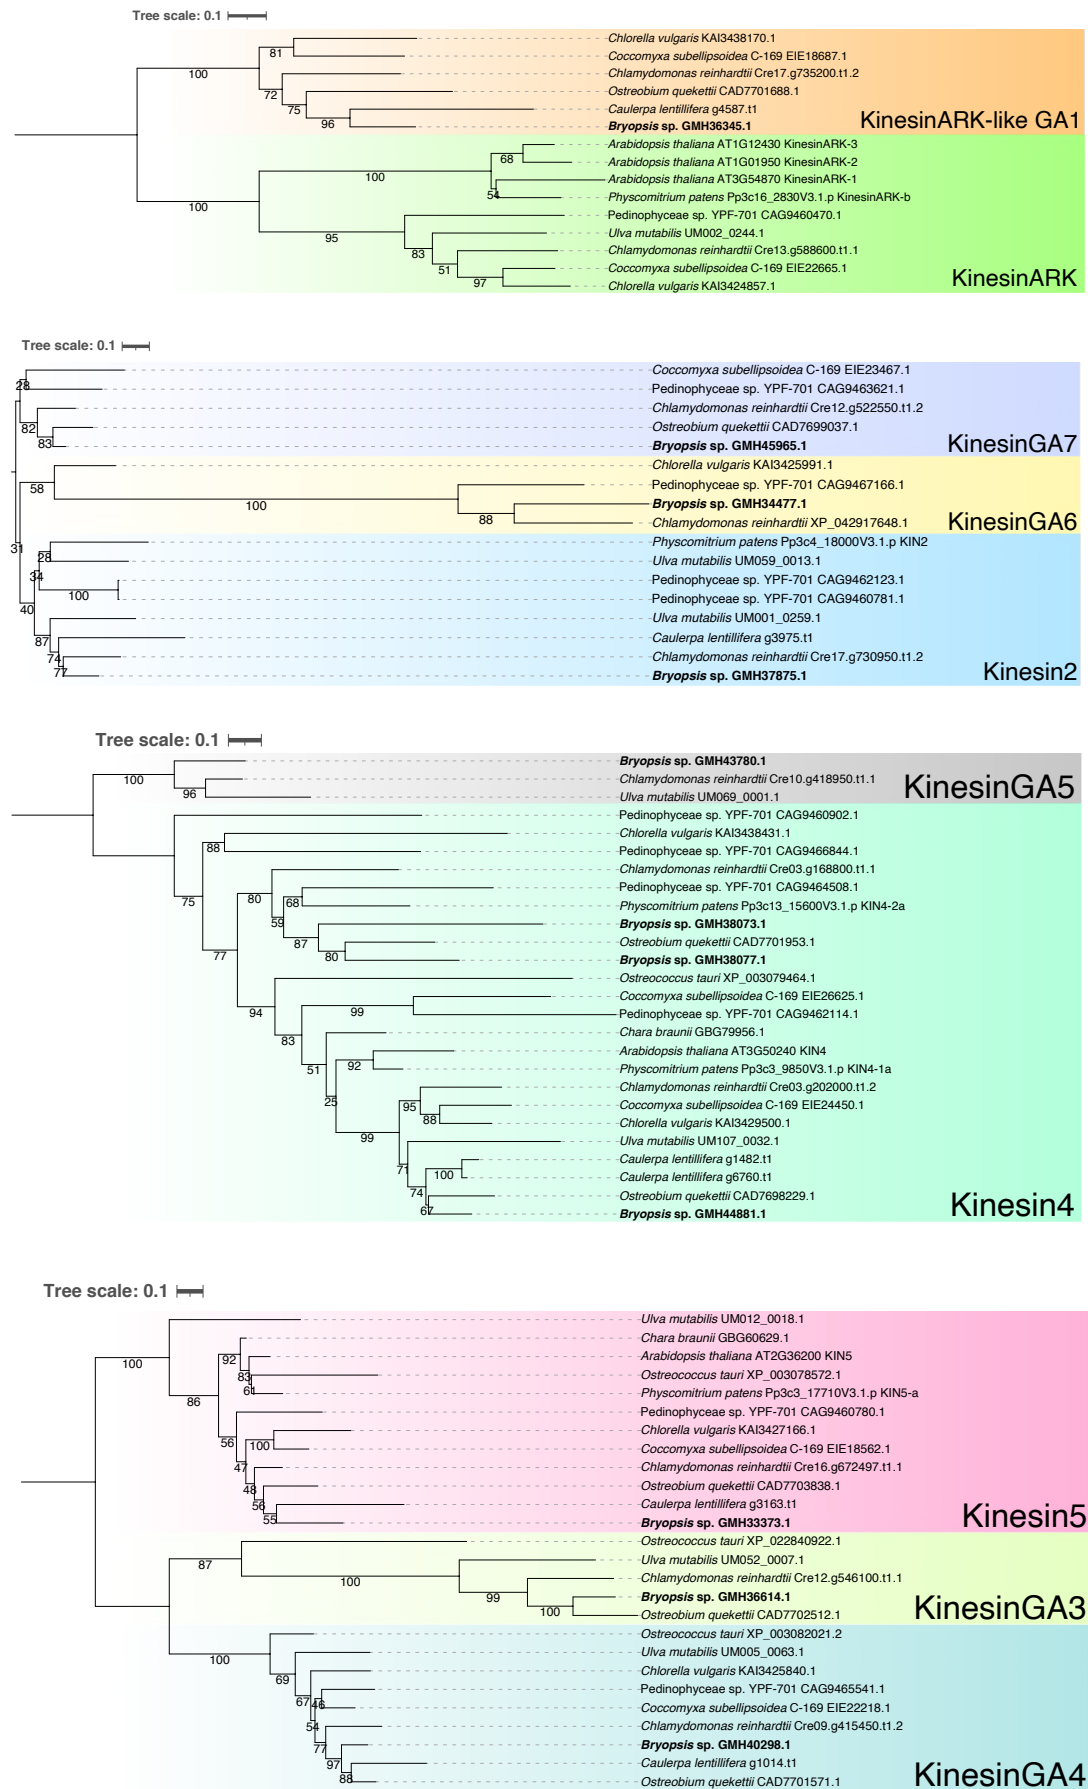 Tree scale: 0.1
Chlorella vulgaris KAI3438170.1
81
Coccomyxa subellipsoidea C-169 EIE18687.1
100
Chlamydomonas reinhardtii Cre17.g735200.t1.2
72
Ostreobium quekettii CAD7701688.1
75
Caulerpa lentillifera g4587.t1
96
Bryopsis sp. GMH36345.1
KinesinARK-like GA1
Arabidopsis thaliana AT1G12430 KinesinARK-3
68
Arabidopsis thaliana AT1G01950 KinesinARK-2
100
Arabidopsis thaliana AT3G54870 KinesinARK-1
54
Physcomitrium patens Pp3c16_2830V3.1.p KinesinARK-b
100
Pedinophyceae sp. YPF-701 CAG9460470.1
95
Ulva mutabilis UM002_0244.1
83
Chlamydomonas reinhardtii Cre13.g588600.t1.1
51
Coccomyxa subellipsoidea C-169 EIE22665.1
97
Chlorella vulgaris KAI3424857.1
KinesinARK
Tree scale: 0.1
Coccomyxa subellipsoidea C-169 EIE23467.1
28
Pedinophyceae sp. YPF-701 CAG9463621.1
Chlamydomonas reinhardtii Cre12.g522550.t1.2
82
Ostreobium quekettii CAD7699037.1
83
Bryopsis sp. GMH45965.1
KinesinGA7
Chlorella vulgaris KAI3425991.1
58
Pedinophyceae sp. YPF-701 CAG9467166.1
100
Bryopsis sp. GMH34477.1
88
Chlamydomonas reinhardtii XP_042917648.1
KinesinGA6
31
Physcomitrium patens Pp3c4_18000V3.1.p KIN2
28
Ulva mutabilis UM059_0013.1
34
Pedinophyceae sp. YPF-701 CAG9462123.1
100
Pedinophyceae sp. YPF-701 CAG9460781.1
40
Ulva mutabilis UM001_0259.1
87
Caulerpa lentillifera g3975.t1
74
Chlamydomonas reinhardtii Cre17.g730950.t1.2
77
Bryopsis sp. GMH37875.1
Kinesin2
Tree scale: 0.1
Bryopsis sp. GMH43780.1
100
Chlamydomonas reinhardtii Cre10.g418950.t1.1
96
Ulva mutabilis UM069_0001.1
KinesinGA5
Pedinophyceae sp. YPF-701 CAG9460902.1
Chlorella vulgaris KAI3438431.1
88
Pedinophyceae sp. YPF-701 CAG9466844.1
75
Chlamydomonas reinhardtii Cre03.g168800.t1.1
80
Pedinophyceae sp. YPF-701 CAG9464508.1
68
Physcomitrium patens Pp3c13_15600V3.1.p KIN4-2a
59
Bryopsis sp. GMH38073.1
87
Ostreobium quekettii CAD7701953.1
80
77
Bryopsis sp. GMH38077.1
Ostreococcus tauri XP_003079464.1
94
Coccomyxa subellipsoidea C-169 EIE26625.1
99
Pedinophyceae sp. YPF-701 CAG9462114.1
83
Chara braunii GBG79956.1
51
Arabidopsis thaliana AT3G50240 KIN4
92
Physcomitrium patens Pp3c3_9850V3.1.p KIN4-1a
25
Chlamydomonas reinhardtii Cre03.g202000.t1.2
95
Coccomyxa subellipsoidea C-169 EIE24450.1
88
Chlorella vulgaris KAI3429500.1
99
Ulva mutabilis UM107_0032.1
71
Caulerpa lentillifera g1482.t1
100
Caulerpa lentillifera g6760.t1
74
Ostreobium quekettii CAD7698229.1
67
Bryopsis sp. GMH44881.1
Kinesin4
Tree scale: 0.1
Ulva mutabilis UM012_0018.1
Chara braunii GBG60629.1
100
92
Arabidopsis thaliana AT2G36200 KIN5
83
Ostreococcus tauri XP_003078572.1
61
Physcomitrium patens Pp3c3_17710V3.1.p KIN5-a
86
Pedinophyceae sp. YPF-701 CAG9460780.1
56
Chlorella vulgaris KAI3427166.1
100
Coccomyxa subellipsoidea C-169 EIE18562.1
47
Chlamydomonas reinhardtii Cre16.g672497.t1.1
48
Ostreobium quekettii CAD7703838.1
56
Caulerpa lentillifera g3163.t1
55
Bryopsis sp. GMH33373.1
Kinesin5
Ostreococcus tauri XP_022840922.1
87
Ulva mutabilis UM052_0007.1
100
Chlamydomonas reinhardtii Cre12.g546100.t1.1
99
Bryopsis sp. GMH36614.1
100
Ostreobium quekettii CAD7702512.1
KinesinGA3
Ostreococcus tauri XP_003082021.2
100
Ulva mutabilis UM005_0063.1
69
Chlorella vulgaris KAI3425840.1
67
Pedinophyceae sp. YPF-701 CAG9465541.1
46
Coccomyxa subellipsoidea C-169 EIE22218.1
54
Chlamydomonas reinhardtii Cre09.g415450.t1.2
77
Bryopsis sp. GMH40298.1
97
Caulerpa lentillifera g1014.t1
88
Ostreobium quekettii CAD7701571.1
KinesinGA4